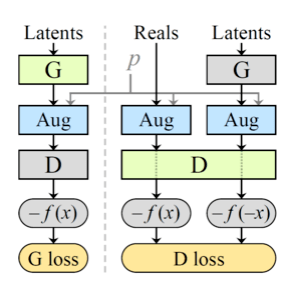 Latents Reals Latents
p
G G
Aug Aug Aug
D D
−f(x) −f(x) −f(−x)
G loss D loss